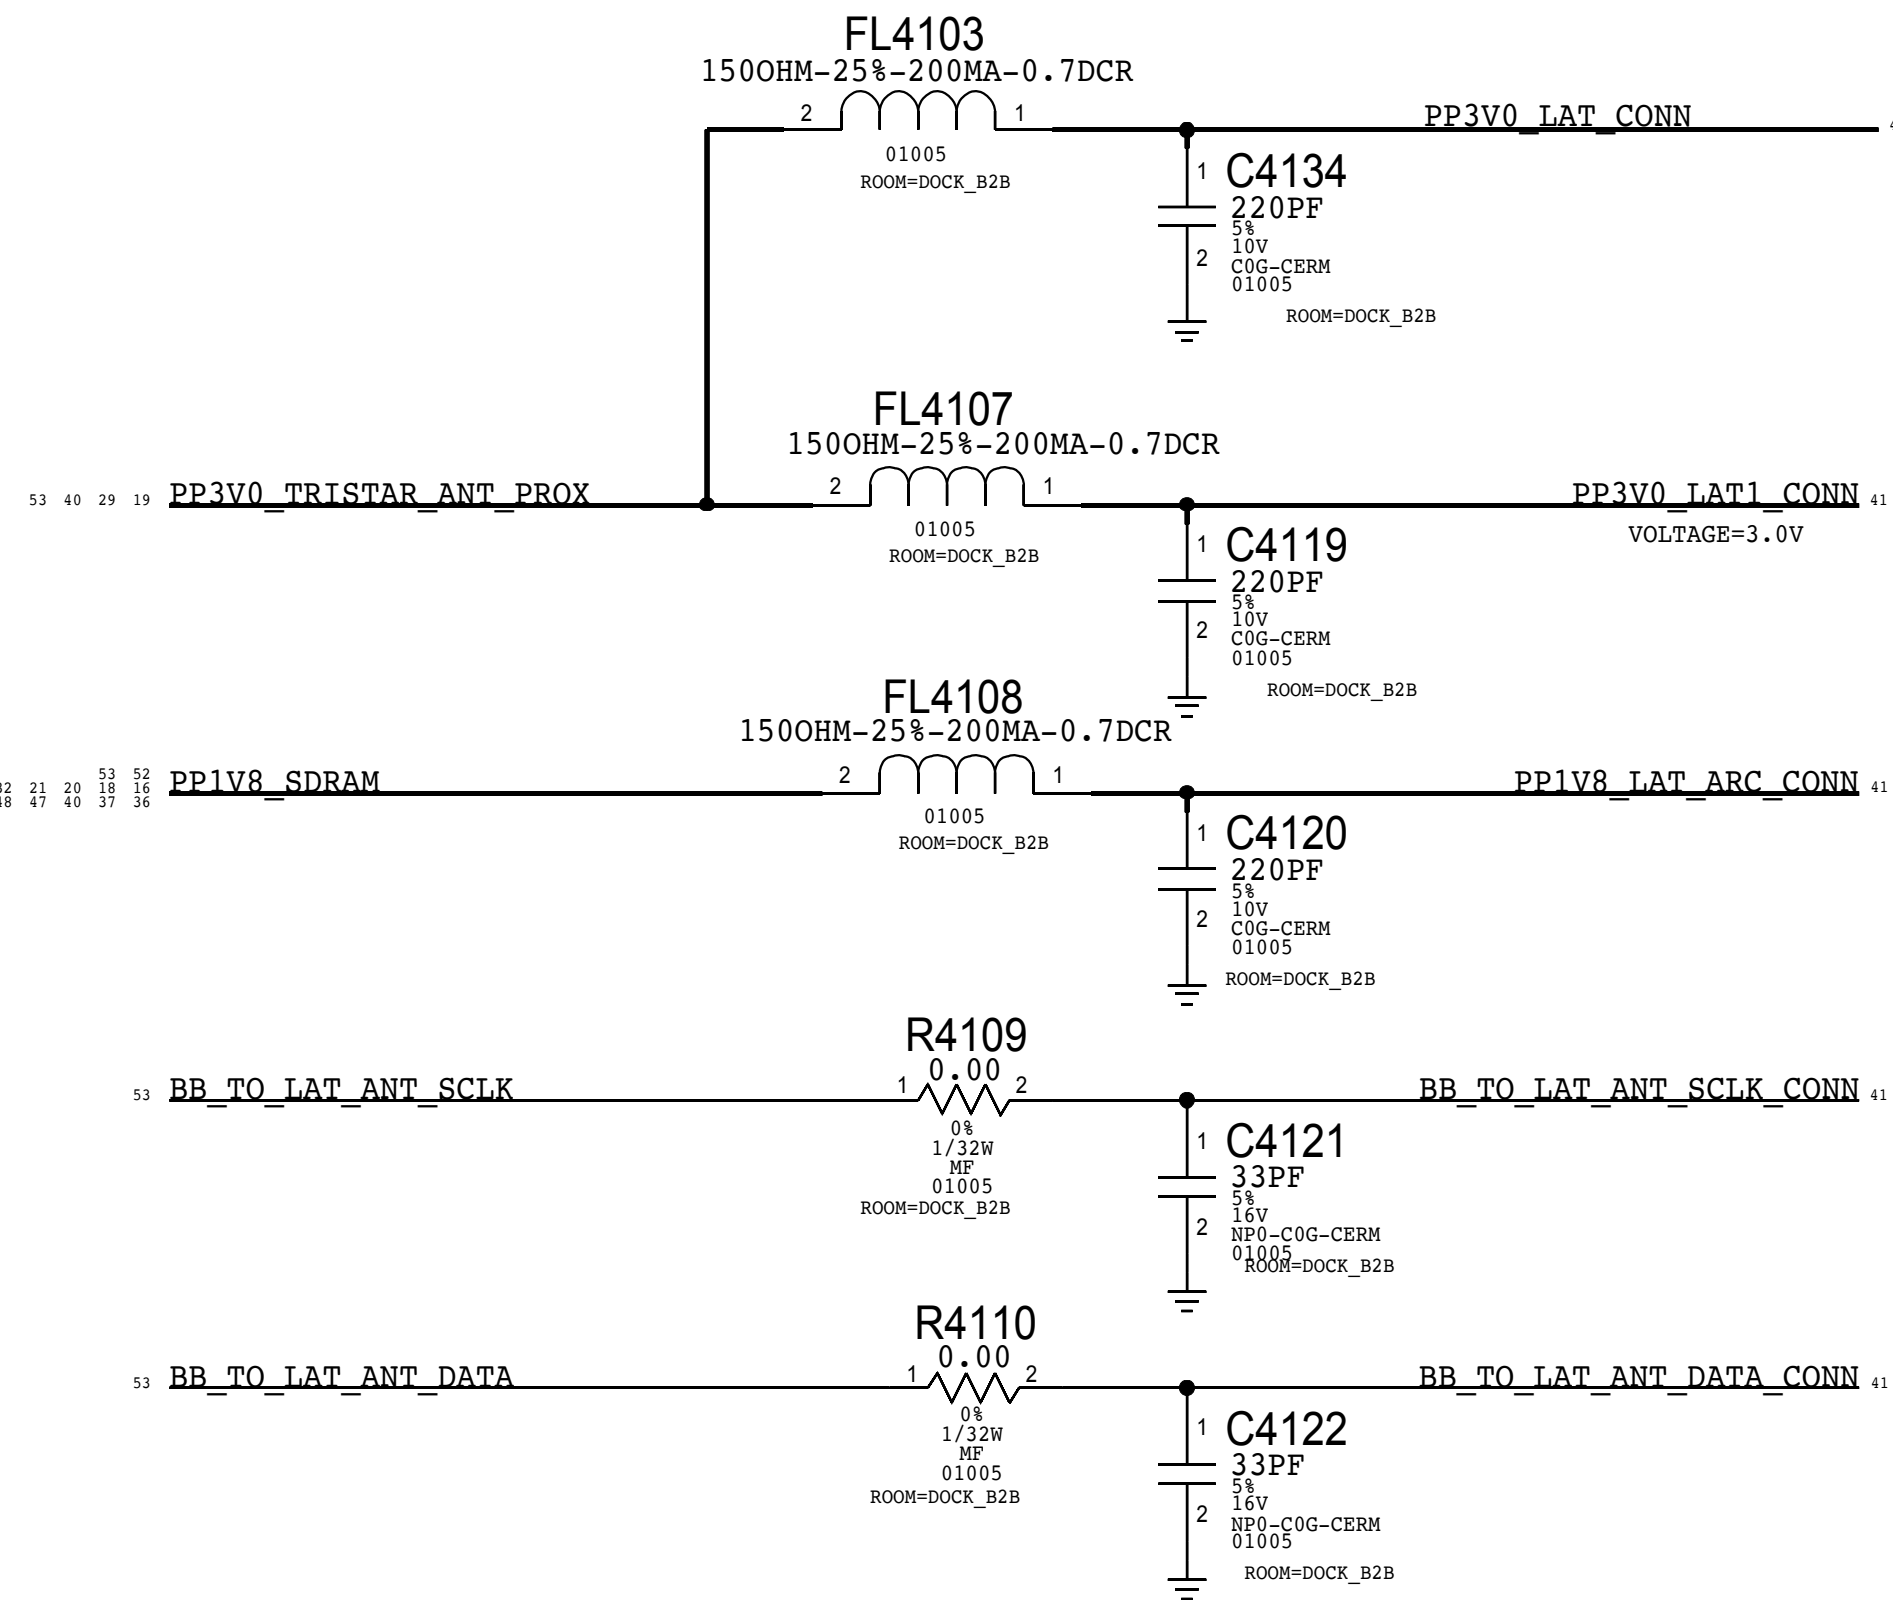 FL4103
150OHM-25%-200MA-0.7DCR
2 1
01005
ROOM=DOCK_B2B
PP3V0_LAT_CONN
1 C4134
220PF
5%
10V
2 C0G-CERM
01005
ROOM=DOCK_B2B
FL4107
150OHM-25%-200MA-0.7DCR
53 40 29 19 PP3V0_TRISTAR_ANT_PROX
2 1
01005
ROOM=DOCK_B2B
PP3V0_LAT1_CONN 41
VOLTAGE=3.0V
1 C4119
220PF
5%
10V
2 C0G-CERM
01005
ROOM=DOCK_B2B
FL4108
150OHM-25%-200MA-0.7DCR
53 52
21 20 18 16
47 40 37 36
PP1V8_SDRAM
2 1
01005
ROOM=DOCK_B2B
PP1V8_LAT_ARC_CONN 41
1 C4120
220PF
5%
10V
2 C0G-CERM
01005
ROOM=DOCK_B2B
R4109
0.00
53 BB_TO_LAT_ANT_SCLK
1 2
0%
1/32W
MF
01005
ROOM=DOCK_B2B
BB_TO_LAT_ANT_SCLK_CONN 41
1 C4121
33PF
5%
16V
2 NP0-C0G-CERM
01005
ROOM=DOCK_B2B
R4110
0.00
53 BB_TO_LAT_ANT_DATA
1 2
0%
1/32W
MF
01005
ROOM=DOCK_B2B
BB_TO_LAT_ANT_DATA_CONN 41
1 C4122
33PF
5%
16V
2 NP0-C0G-CERM
01005
ROOM=DOCK_B2B